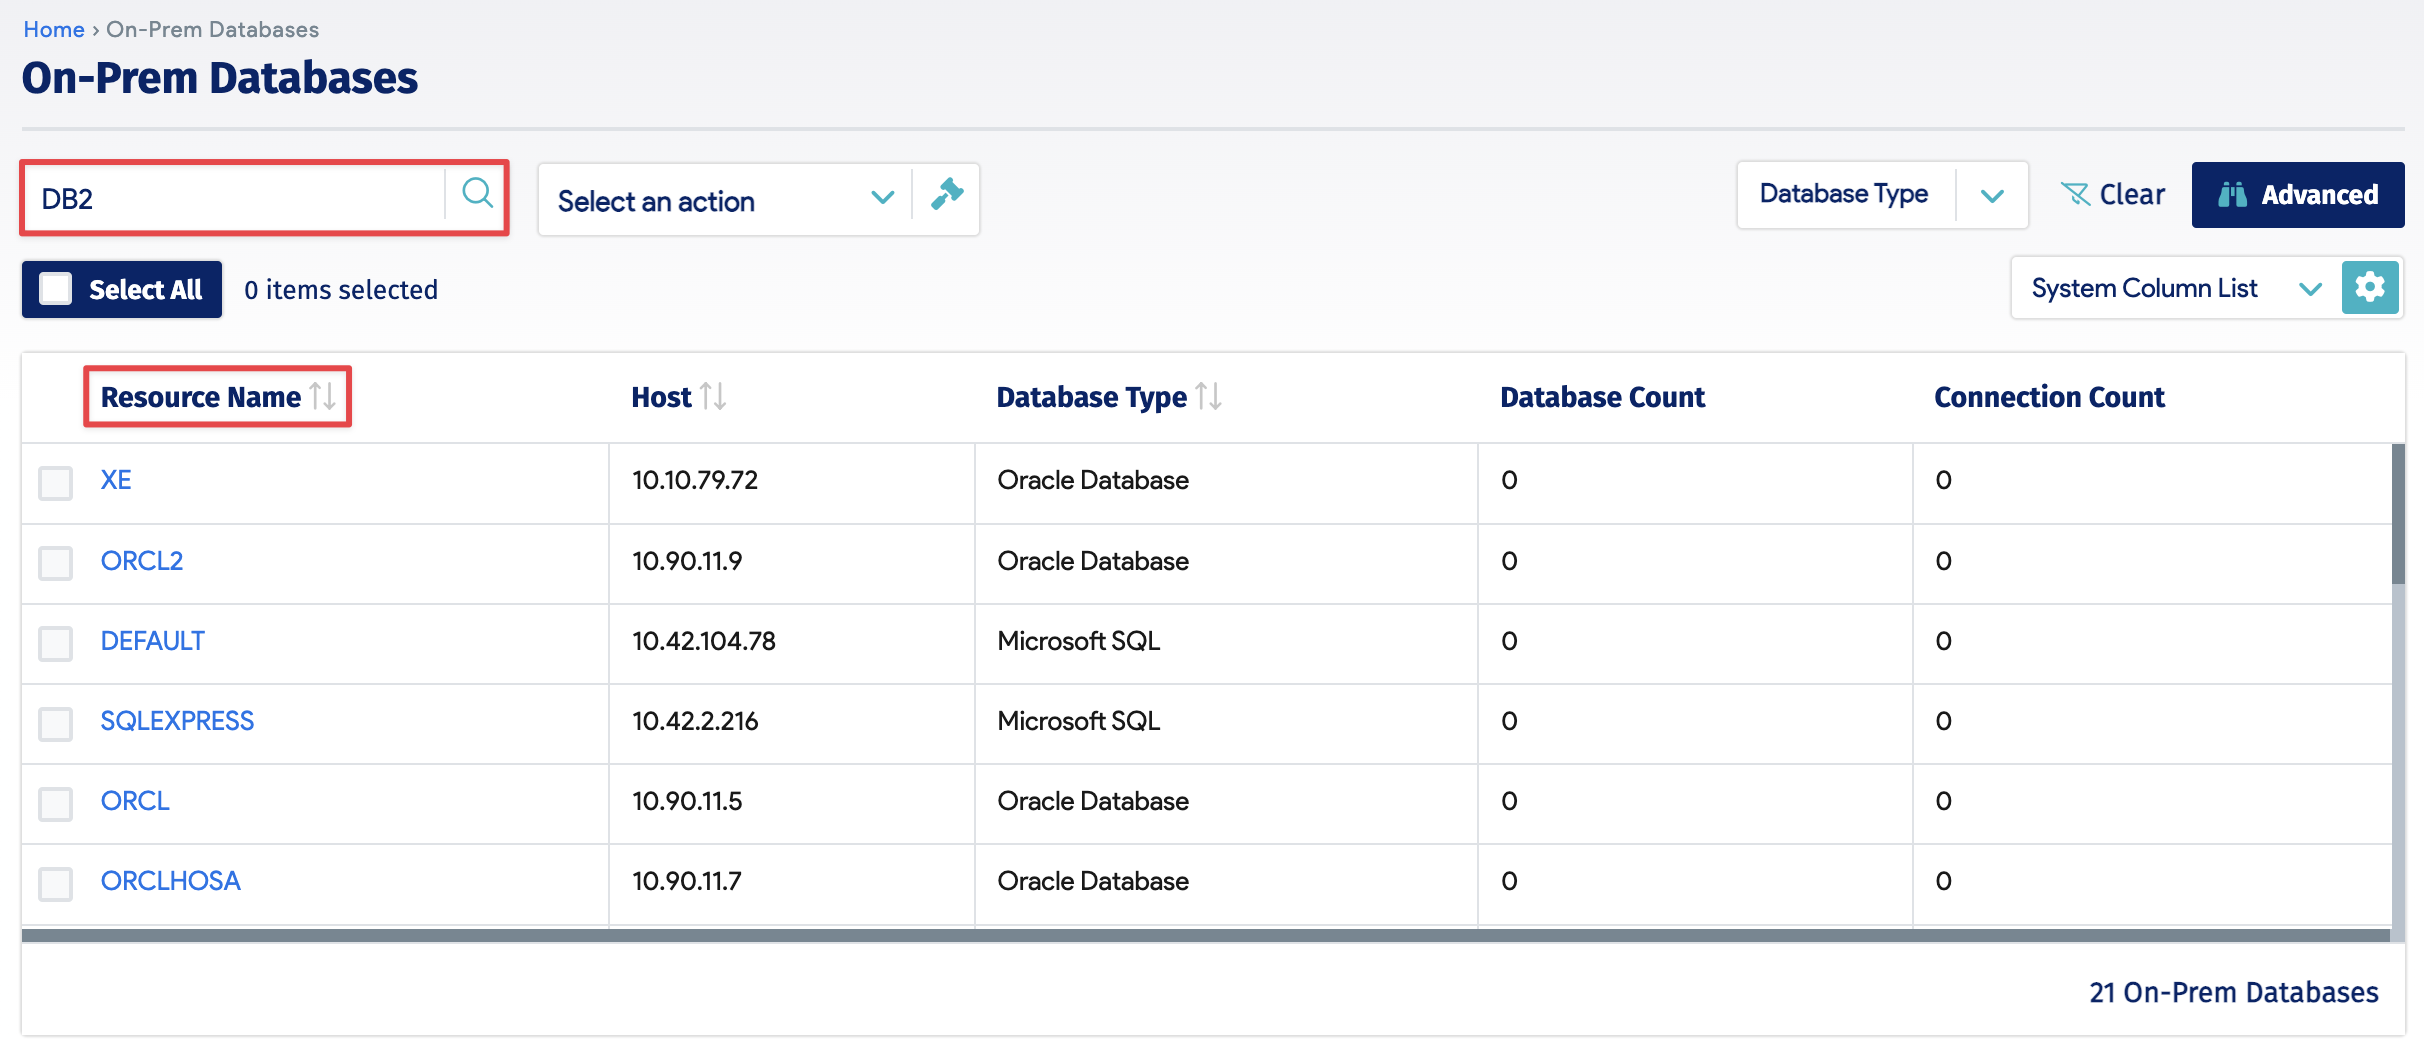 Home › On-Prem Databases
On-Prem Databases
DB2
Select an action
Database Type
Clear
Advanced
Select All
0 items selected
System Column List
Resource Name Host Database Type Database Count Connection Count
XE 10.10.79.72 Oracle Database 0 0
ORCL2 10.90.11.9 Oracle Database 0 0
DEFAULT 10.42.104.78 Microsoft SQL 0 0
SQLEXPRESS 10.42.2.216 Microsoft SQL 0 0
ORCL 10.90.11.5 Oracle Database 0 0
ORCLHOSA 10.90.11.7 Oracle Database 0 0
21 On-Prem Databases